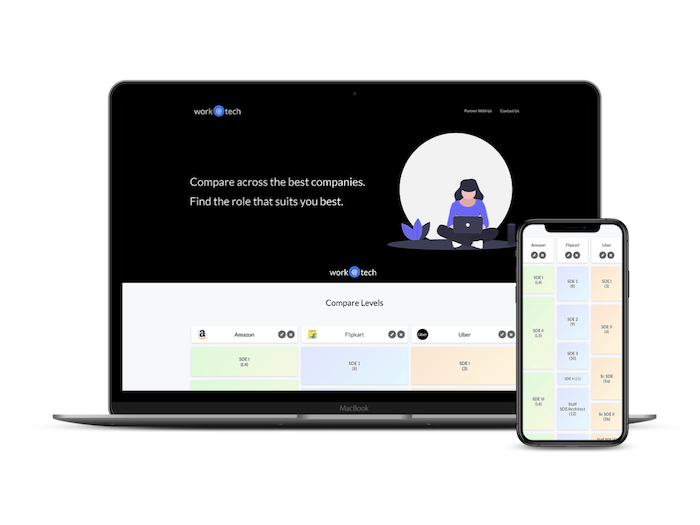 work@tech
Partner With Us
Contact Us
Compare across the best companies.
Find the role that suits you best.
work@tech
Compare Levels
Amazon
Flipkart
Uber
Uber
SDE I
(L4)
SDE 1
(8)
SDE I
(3)
MacBook
Amazon
Flipkart
Uber
SDE I
(L4)
SDE 1
(8)
SDE I
(3)
SDE II
(L5)
SDE 2
(9)
SDE II
(4)
SDE 3
(10)
Sr SDE
(5a)
SDE 4 (11)
SDE III
(L6)
Staff
SDE/Architect
(12)
Sr SDE II
(5b)